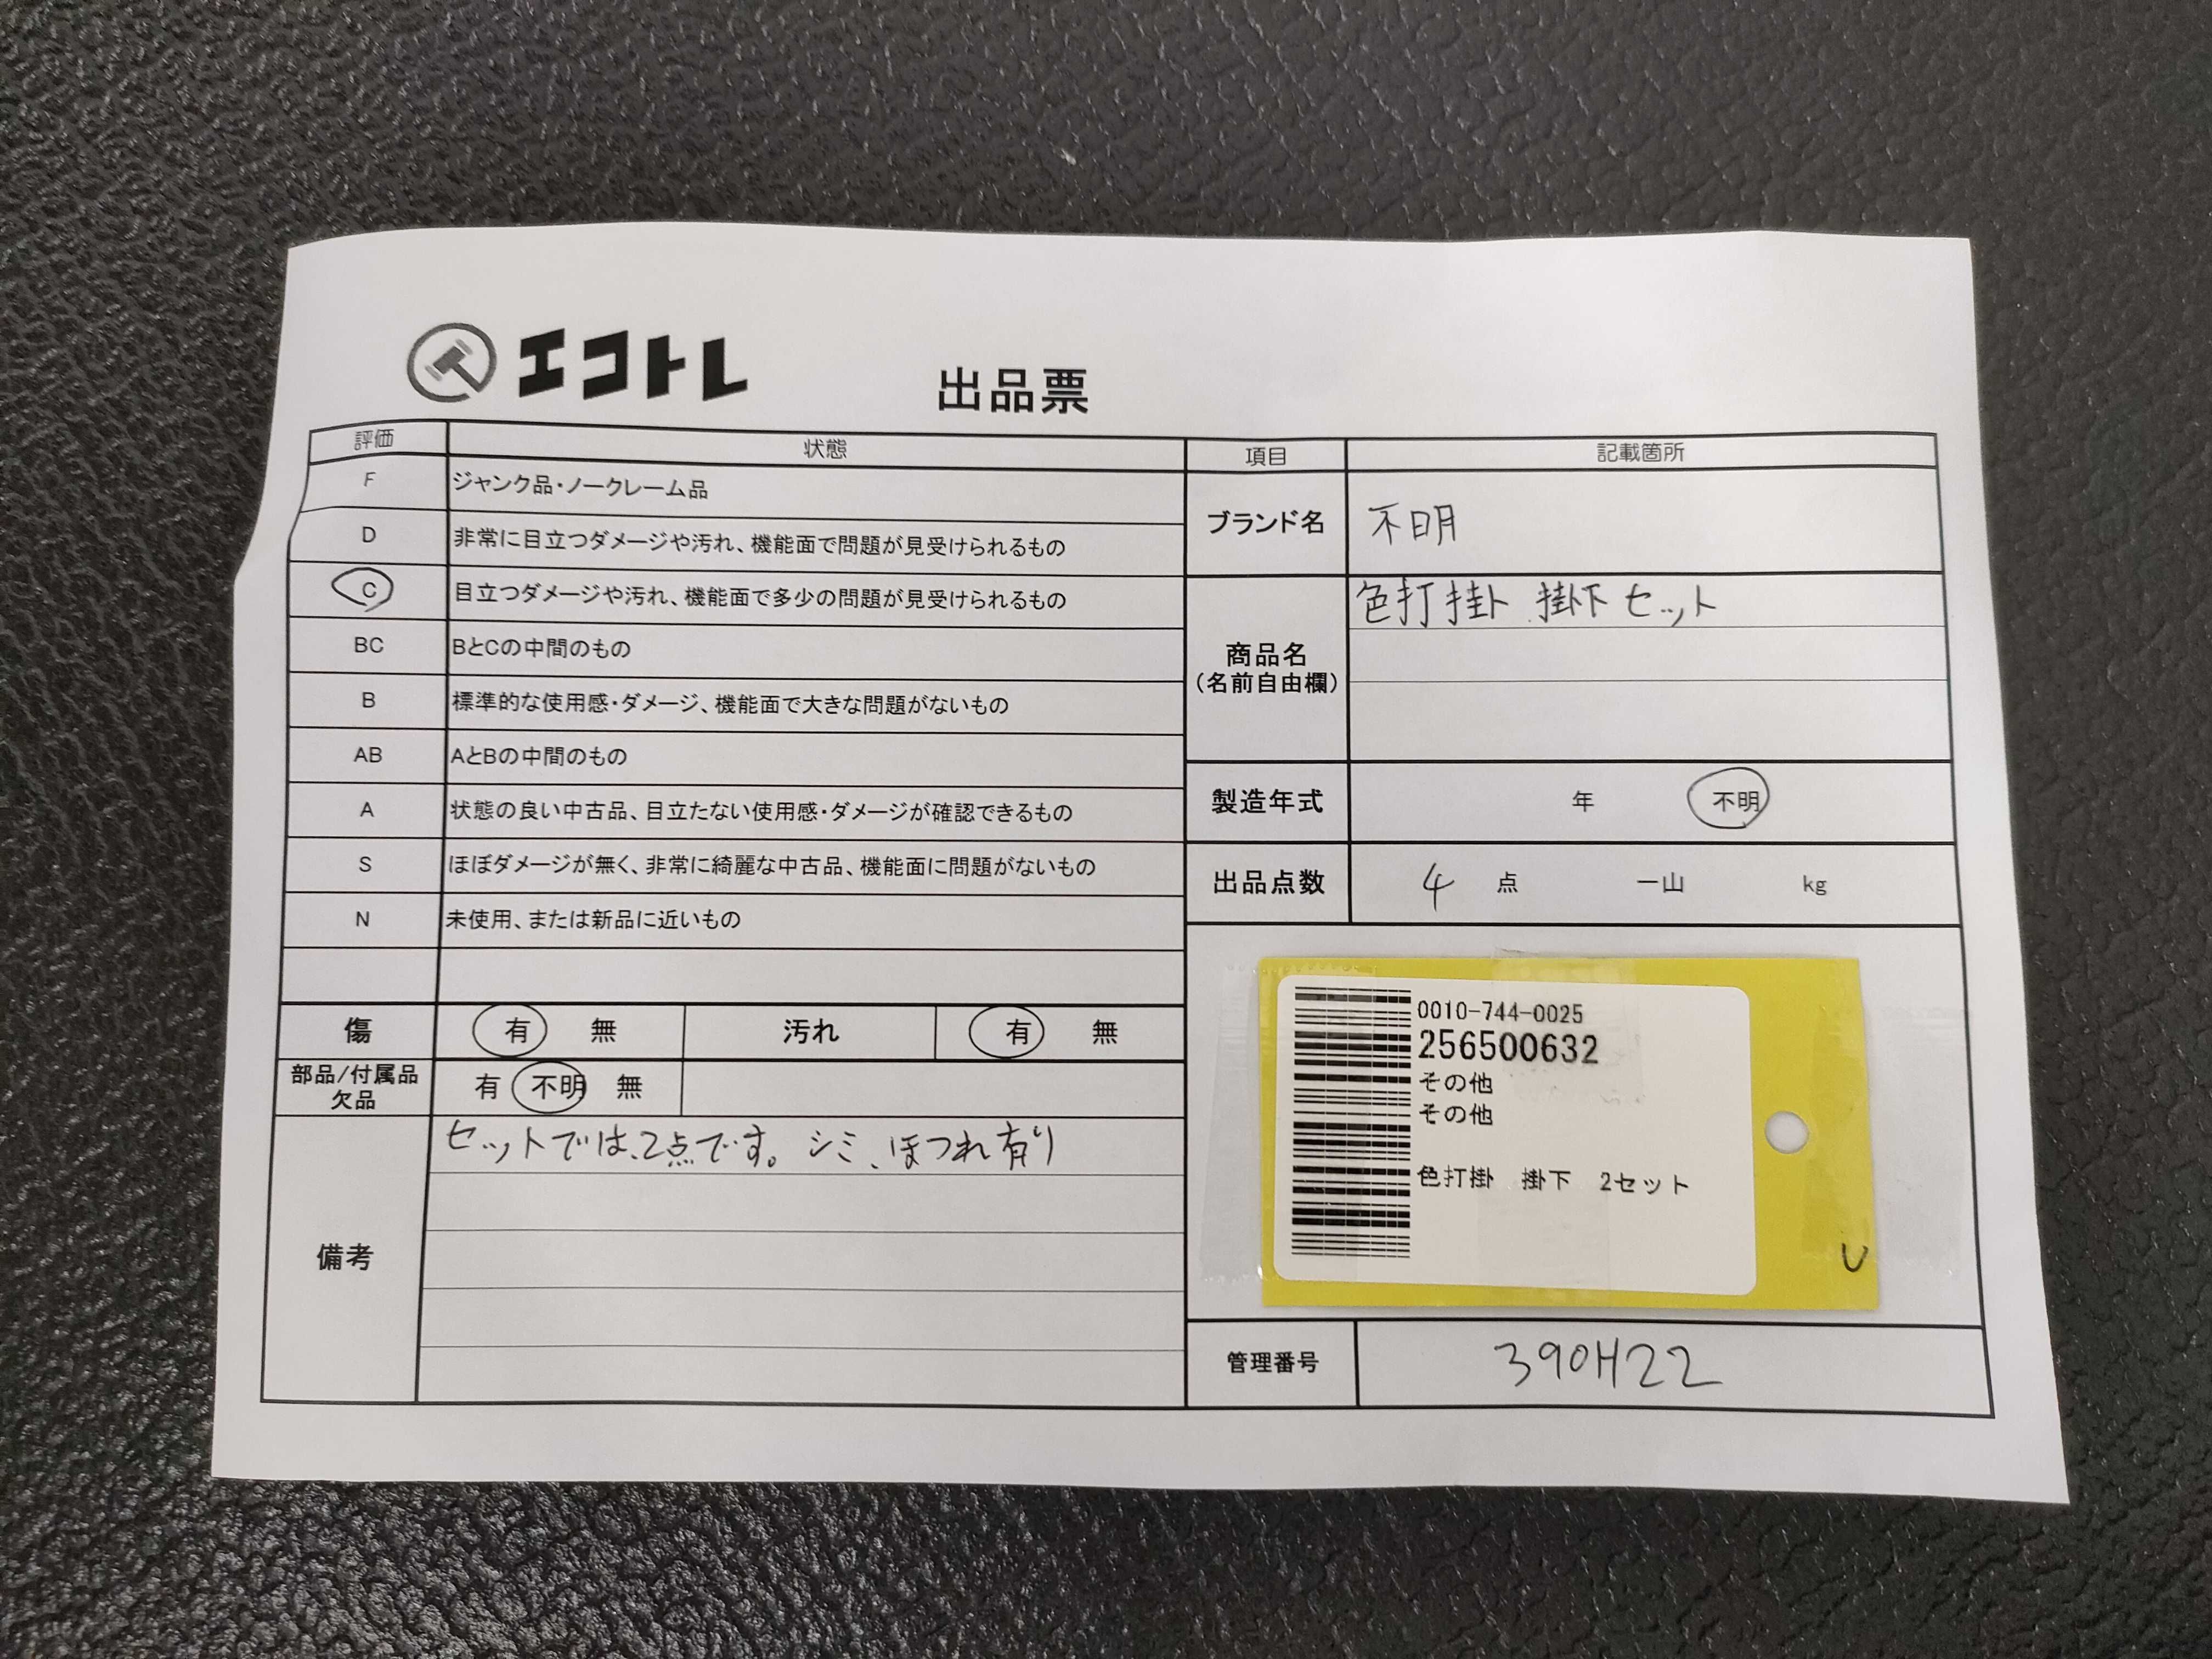 エコトレ 出品票
評価 状態
F ジャンク品・ノークレーム品
D 非常に目立つダメージや汚れ、機能面で問題が見受けられるもの
C 目立つダメージや汚れ、機能面で多少の問題が見受けられるもの
BC BとCの中間のもの
B 標準的な使用感・ダメージ、機能面で大きな問題がないもの
AB AとBの中間のもの
A 状態の良い中古品、目立たない使用感・ダメージが確認できるもの
S ほぼダメージが無く、非常に綺麗な中古品、機能面に問題がないもの
N 未使用、または新品に近いもの
傷 有 無 汚れ 有 無
部品/付属品
欠品 有 不明 無
備考 セットでは、2点です。シミ、ほつれ有り
項目 記載箇所
ブランド名 不明
商品名
(名前自由欄)
色打掛 掛下セット
製造年式 年 不明
出品点数 4 点 一山 kg
0010-744-0025
256500632
その他
その他
色打掛 掛下 2セット
管理番号 390H22